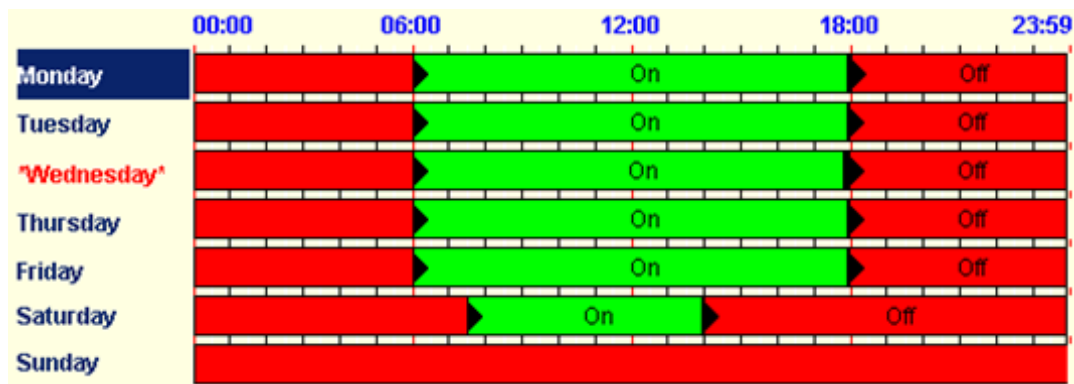 00:00 06:00 12:00 18:00 23:59
Monday On Off
Tuesday On Off
*Wednesday* On Off
Thursday On Off
Friday On Off
Saturday On Off
Sunday